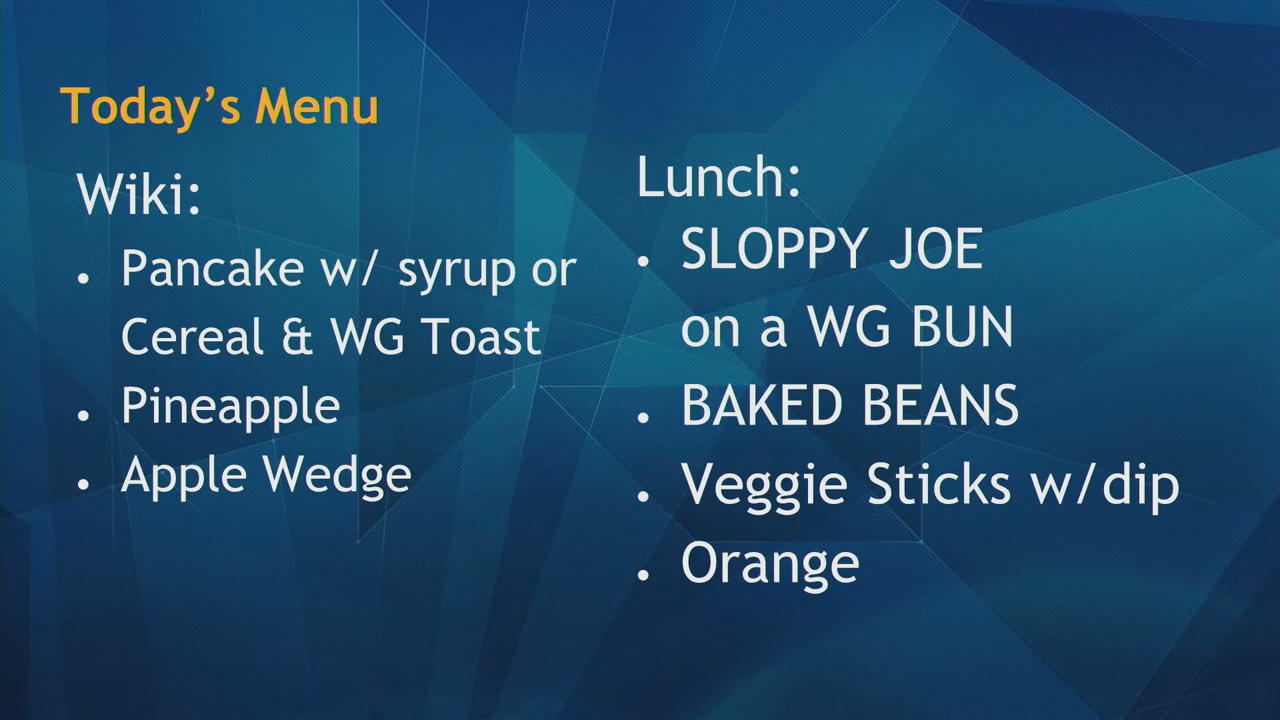 Today’s Menu
Wiki:
• Pancake w/ syrup or
Cereal & WG Toast
• Pineapple
• Apple Wedge
Lunch:
• SLOPPY JOE
on a WG BUN
• BAKED BEANS
• Veggie Sticks w/dip
• Orange